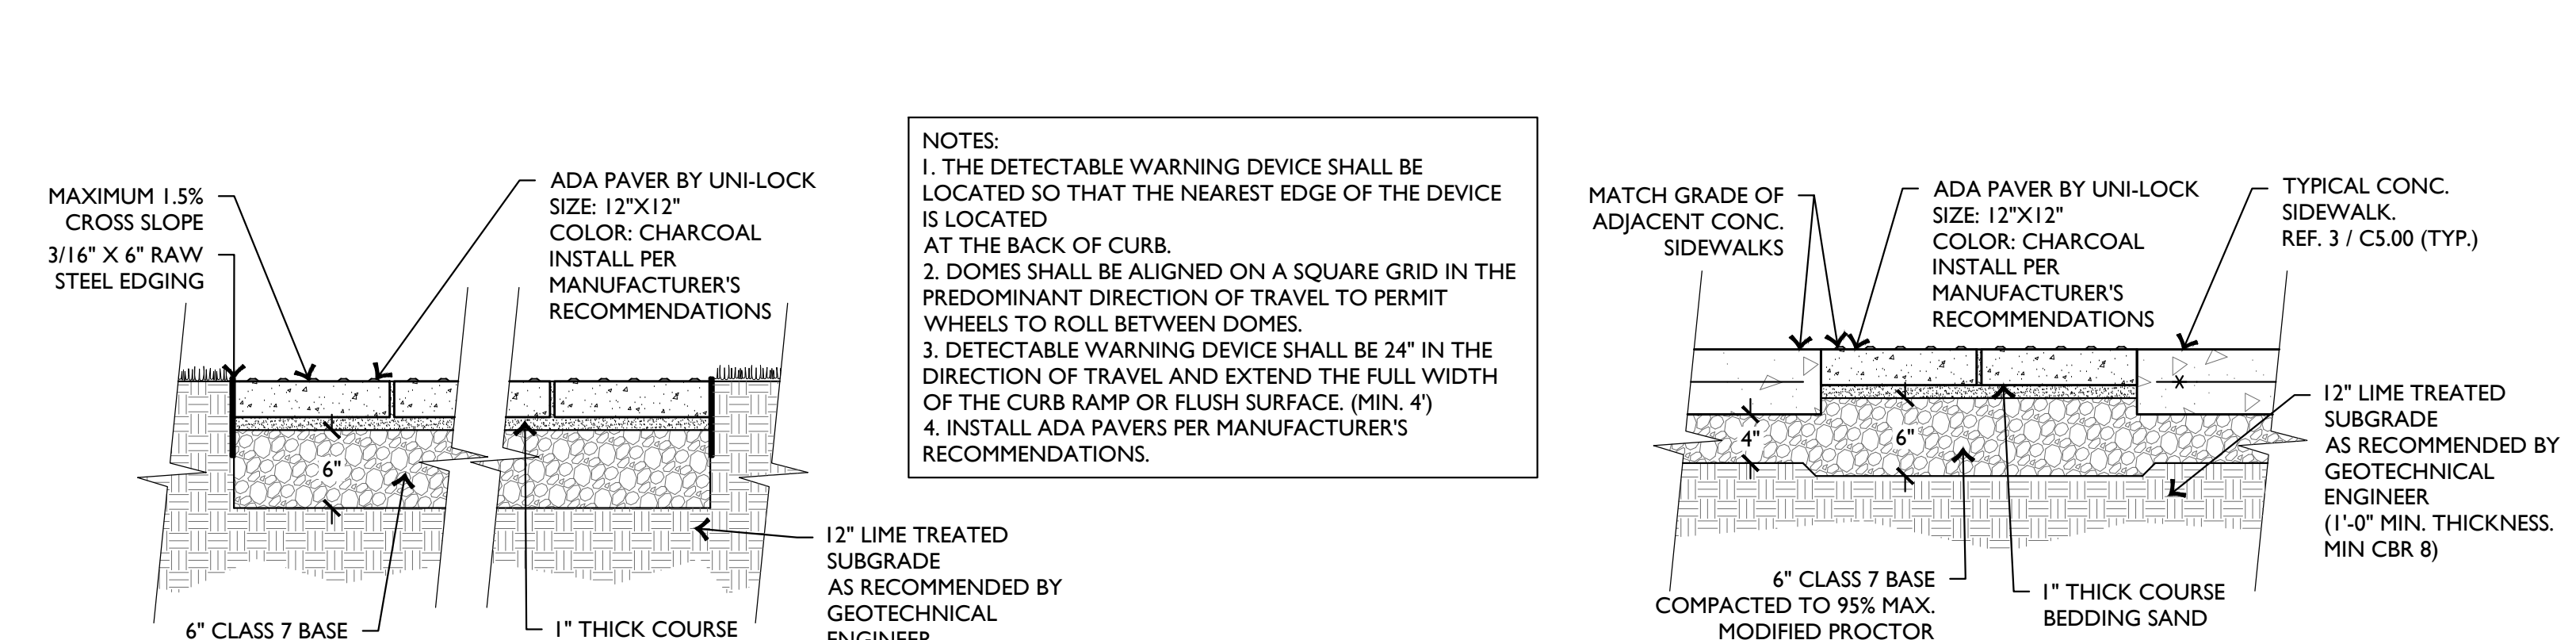 MAXIMUM 1.5%
CROSS SLOPE
3/16" X 6" RAW
STEEL EDGING
ADA PAVER BY UNI-LOCK
SIZE: 12"X12"
COLOR: CHARCOAL
INSTALL PER
MANUFACTURER'S
RECOMMENDATIONS
6"
6" CLASS 7 BASE
1" THICK COURSE
12" LIME TREATED
SUBGRADE
AS RECOMMENDED BY
GEOTECHNICAL
ENGINEER
NOTES:
1. THE DETECTABLE WARNING DEVICE SHALL BE
LOCATED SO THAT THE NEAREST EDGE OF THE DEVICE
IS LOCATED
AT THE BACK OF CURB.
2. DOMES SHALL BE ALIGNED ON A SQUARE GRID IN THE
PREDOMINANT DIRECTION OF TRAVEL TO PERMIT
WHEELS TO ROLL BETWEEN DOMES.
3. DETECTABLE WARNING DEVICE SHALL BE 24" IN THE
DIRECTION OF TRAVEL AND EXTEND THE FULL WIDTH
OF THE CURB RAMP OR FLUSH SURFACE. (MIN. 4')
4. INSTALL ADA PAVERS PER MANUFACTURER'S
RECOMMENDATIONS.
MATCH GRADE OF
ADJACENT CONC.
SIDEWALKS
ADA PAVER BY UNI-LOCK
SIZE: 12"X12"
COLOR: CHARCOAL
INSTALL PER
MANUFACTURER'S
RECOMMENDATIONS
TYPICAL CONC.
SIDEWALK.
REF. 3 / C5.00 (TYP.)
4"
6"
12" LIME TREATED
SUBGRADE
AS RECOMMENDED BY
GEOTECHNICAL
ENGINEER
(1'-0" MIN. THICKNESS.
MIN CBR 8)
6" CLASS 7 BASE
COMPACTED TO 95% MAX.
MODIFIED PROCTOR
1" THICK COURSE
BEDDING SAND